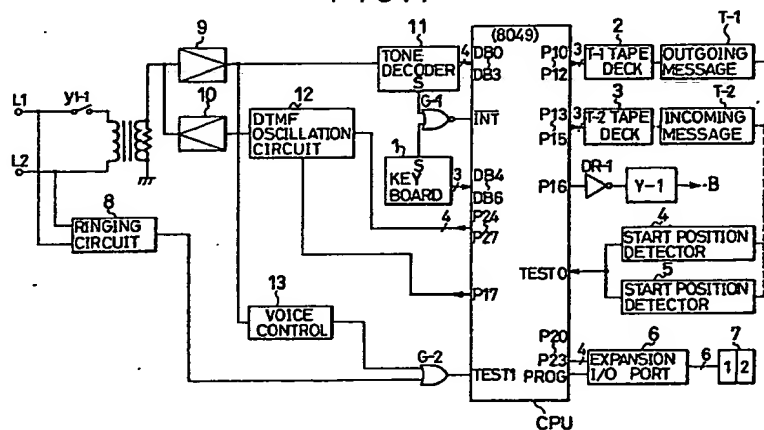 9
11
(8049)
2
T-1
TONE
DECODER
S
4
DB0
DB3
P10
P12
3
T-1 TAPE
DECK
OUTGOING
MESSAGE
L1
Y1-1
10
12
G-1
INT
P13
P15
3
3
T-2 TAPE
DECK
T-2
INCOMING
MESSAGE
L2
DTMF
OSCILLATION
CIRCUIT
1
S
KEY
BOARD
3
DB4
DB6
P16
DR-1
Y-1
-B
8
RINGING
CIRCUIT
4
P24
P27
4
START POSITION
DETECTOR
TEST 0
5
START POSITION
DETECTOR
P17
13
VOICE
CONTROL
G-2
TEST1
P20
P23
PROG
4
6
EXPANSION
I/O PORT
6
7
1 2
CPU